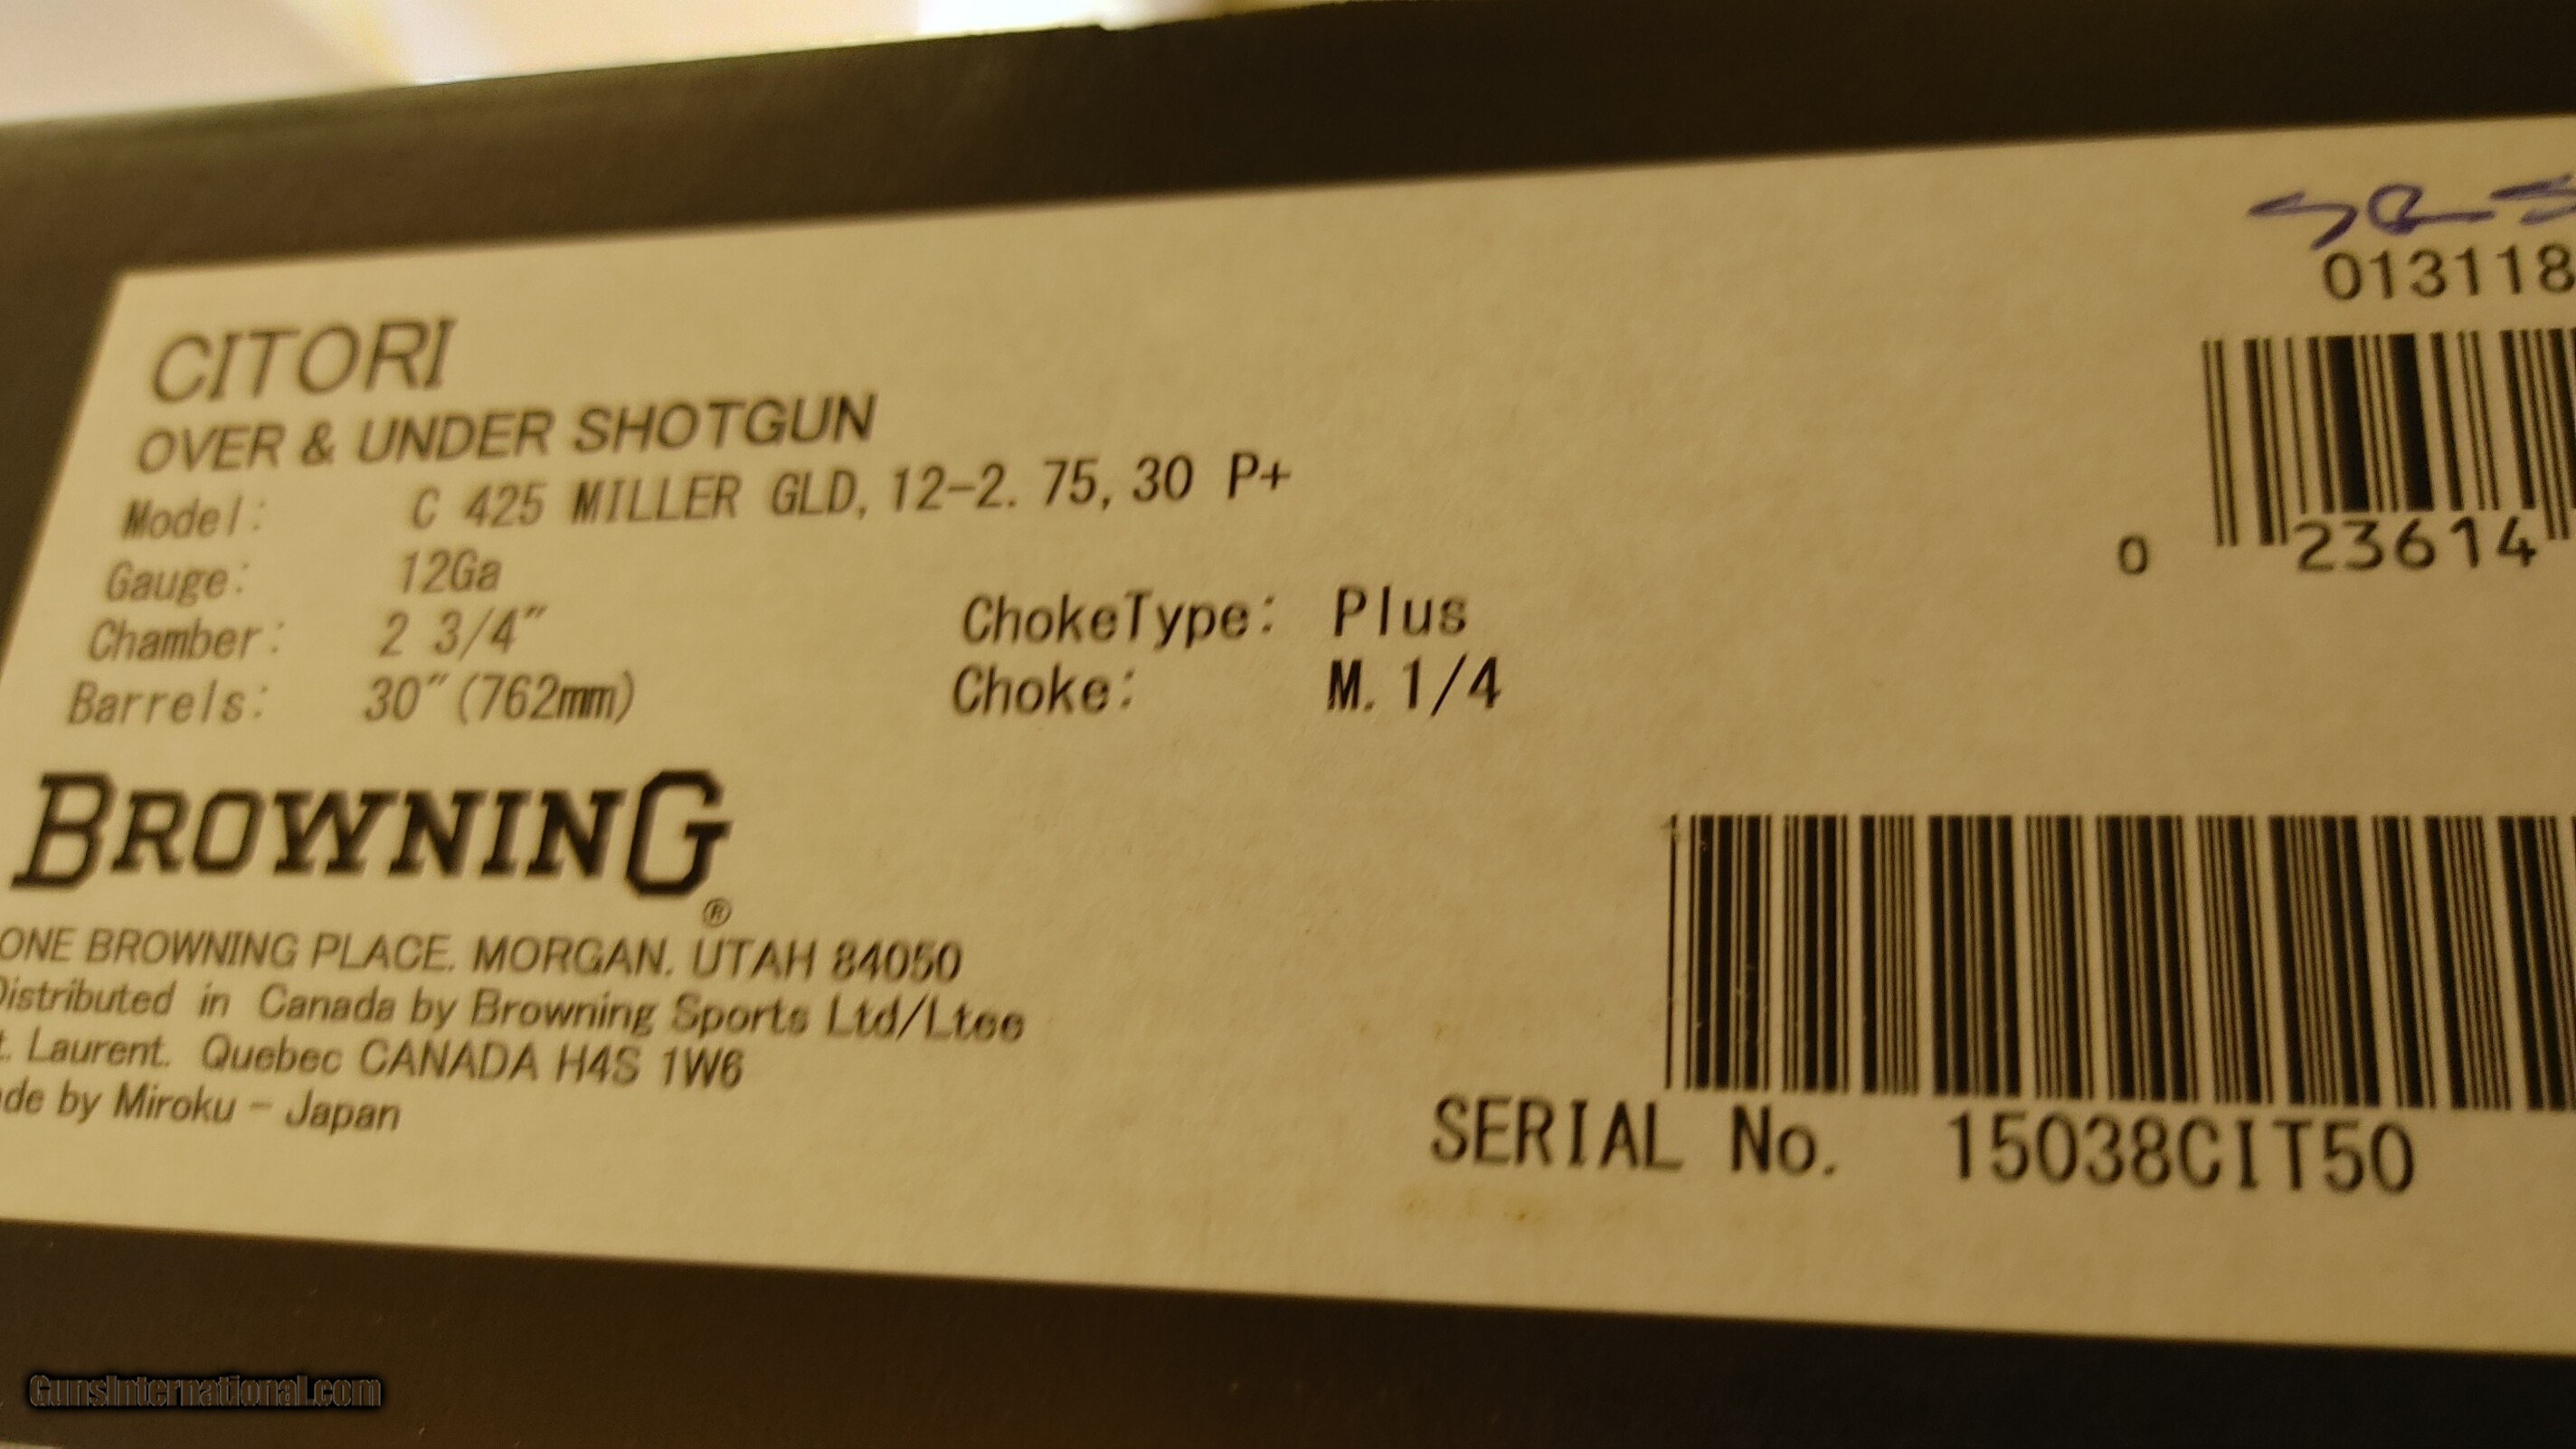 013118
CITORI
OVER & UNDER SHOTGUN
Model: C 425 MILLER GLD, 12-2. 75, 30 P+
Gauge: 12Ga
Chamber: 2 3/4"
Barrels: 30"(762mm)
ChokeType: Plus
Choke: M. 1/4
0 23614
BROWNING®
ONE BROWNING PLACE. MORGAN. UTAH 84050
Distributed in Canada by Browning Sports Ltd/Ltee
t. Laurent. Quebec CANADA H4S 1W6
de by Miroku - Japan
SERIAL No. 15038CIT50
GunsInternational.com